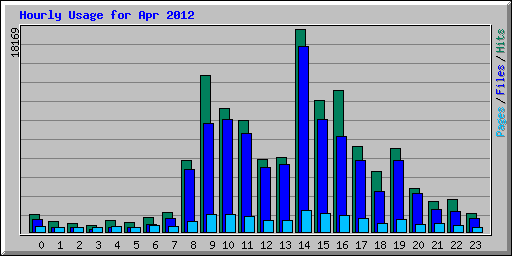 Hourly Usage for Apr 2012
18169
Pages/Files/Hits
0 1 2 3 4 5 6 7 8 9 10 11 12 13 14 15 16 17 18 19 20 21 22 23